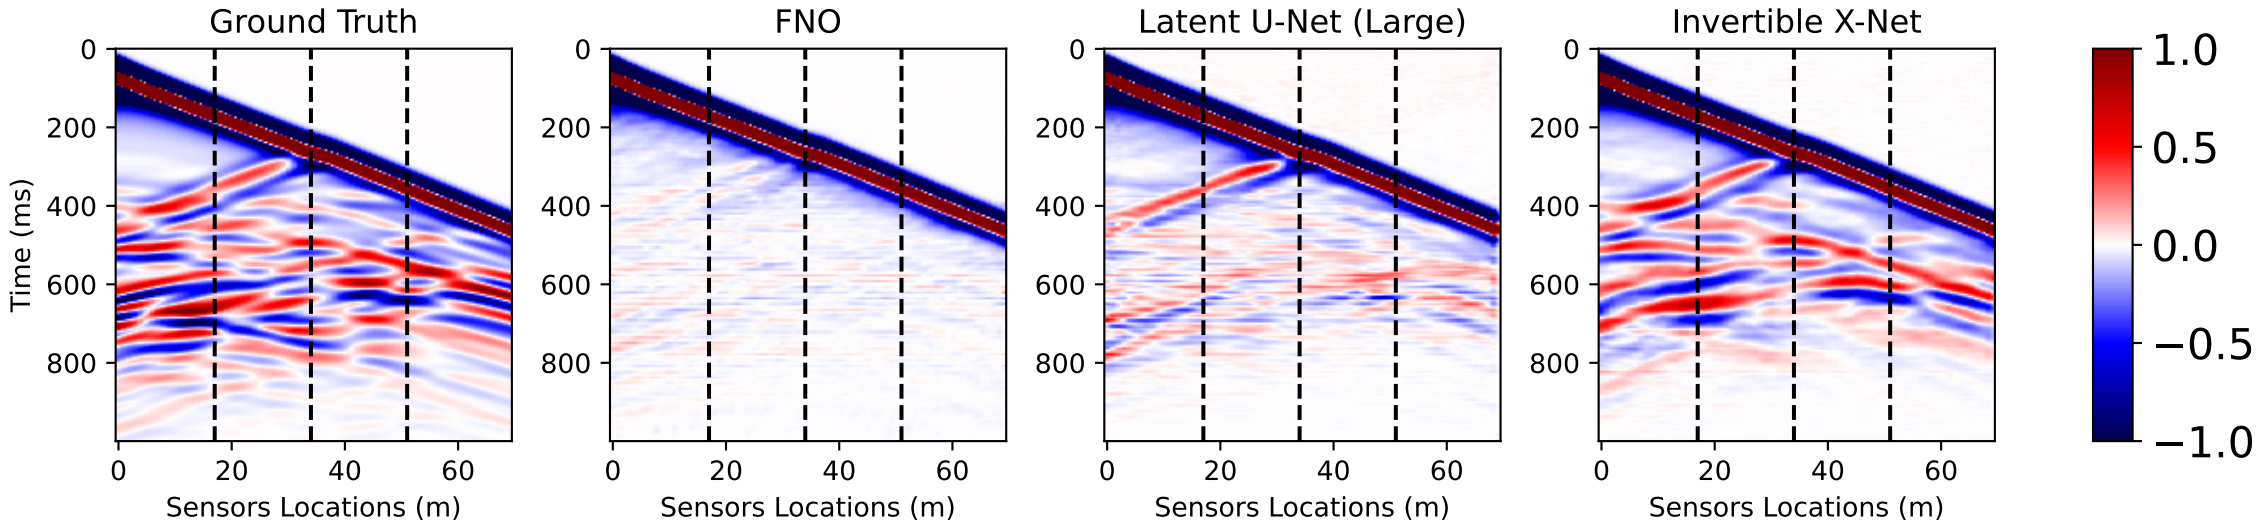 Ground Truth
FNO
Latent U-Net (Large)
Invertible X-Net
Time (ms)
0
200
400
600
800
0 20 40 60
Sensors Locations (m)
0
200
400
600
800
0 20 40 60
Sensors Locations (m)
0
200
400
600
800
0 20 40 60
Sensors Locations (m)
0
200
400
600
800
0 20 40 60
Sensors Locations (m)
1.0
0.5
0.0
−0.5
−1.0